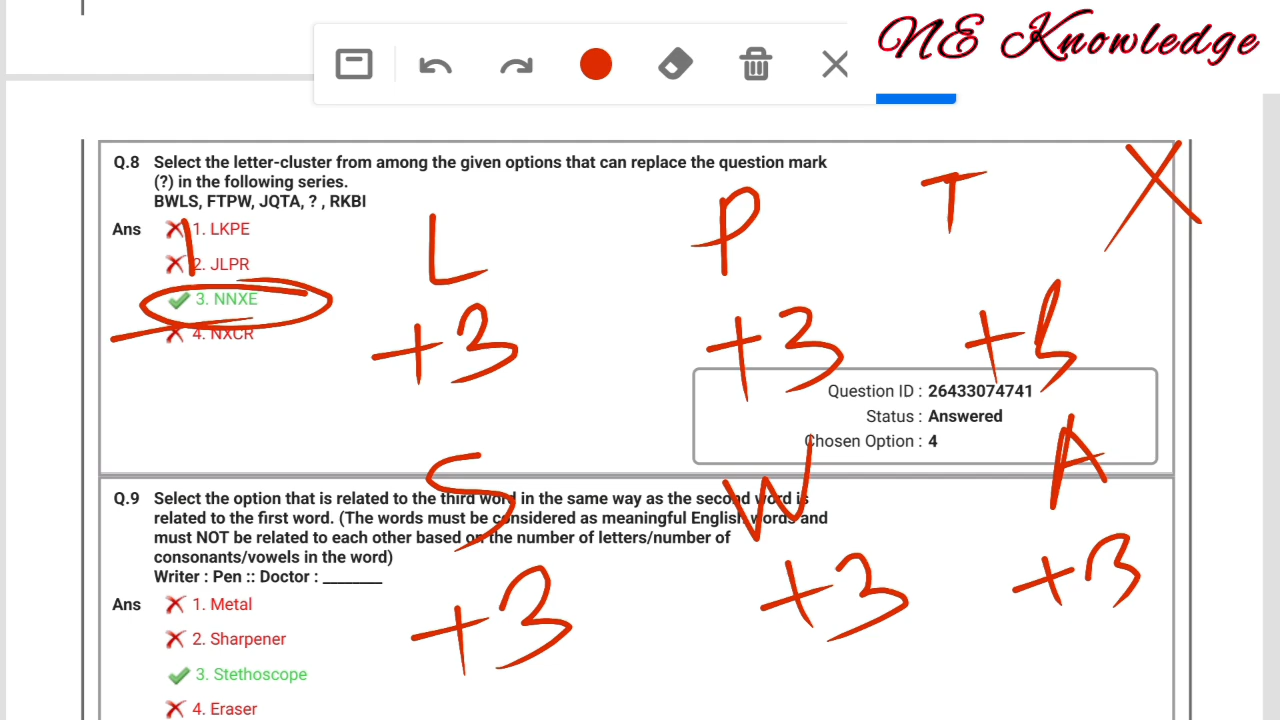 NE Knowledge
Q.8 Select the letter-cluster from among the given options that can replace the question mark
(?) in the following series.
BWLS, FTPW, JQTA, ? , RKBI
Ans 1. LKPE
2. JLPR
3. NNXE
4. NXCR
L P T X
+3 +3 +3
Question ID : 26433074741
Status : Answered
Chosen Option : 4
S W A
Q.9 Select the option that is related to the third word in the same way as the second word is
related to the first word. (The words must be considered as meaningful English words and
must NOT be related to each other based on the number of letters/number of
consonants/vowels in the word)
Writer : Pen :: Doctor : ________
+3 +3 +3
Ans 1. Metal
2. Sharpener
3. Stethoscope
4. Eraser